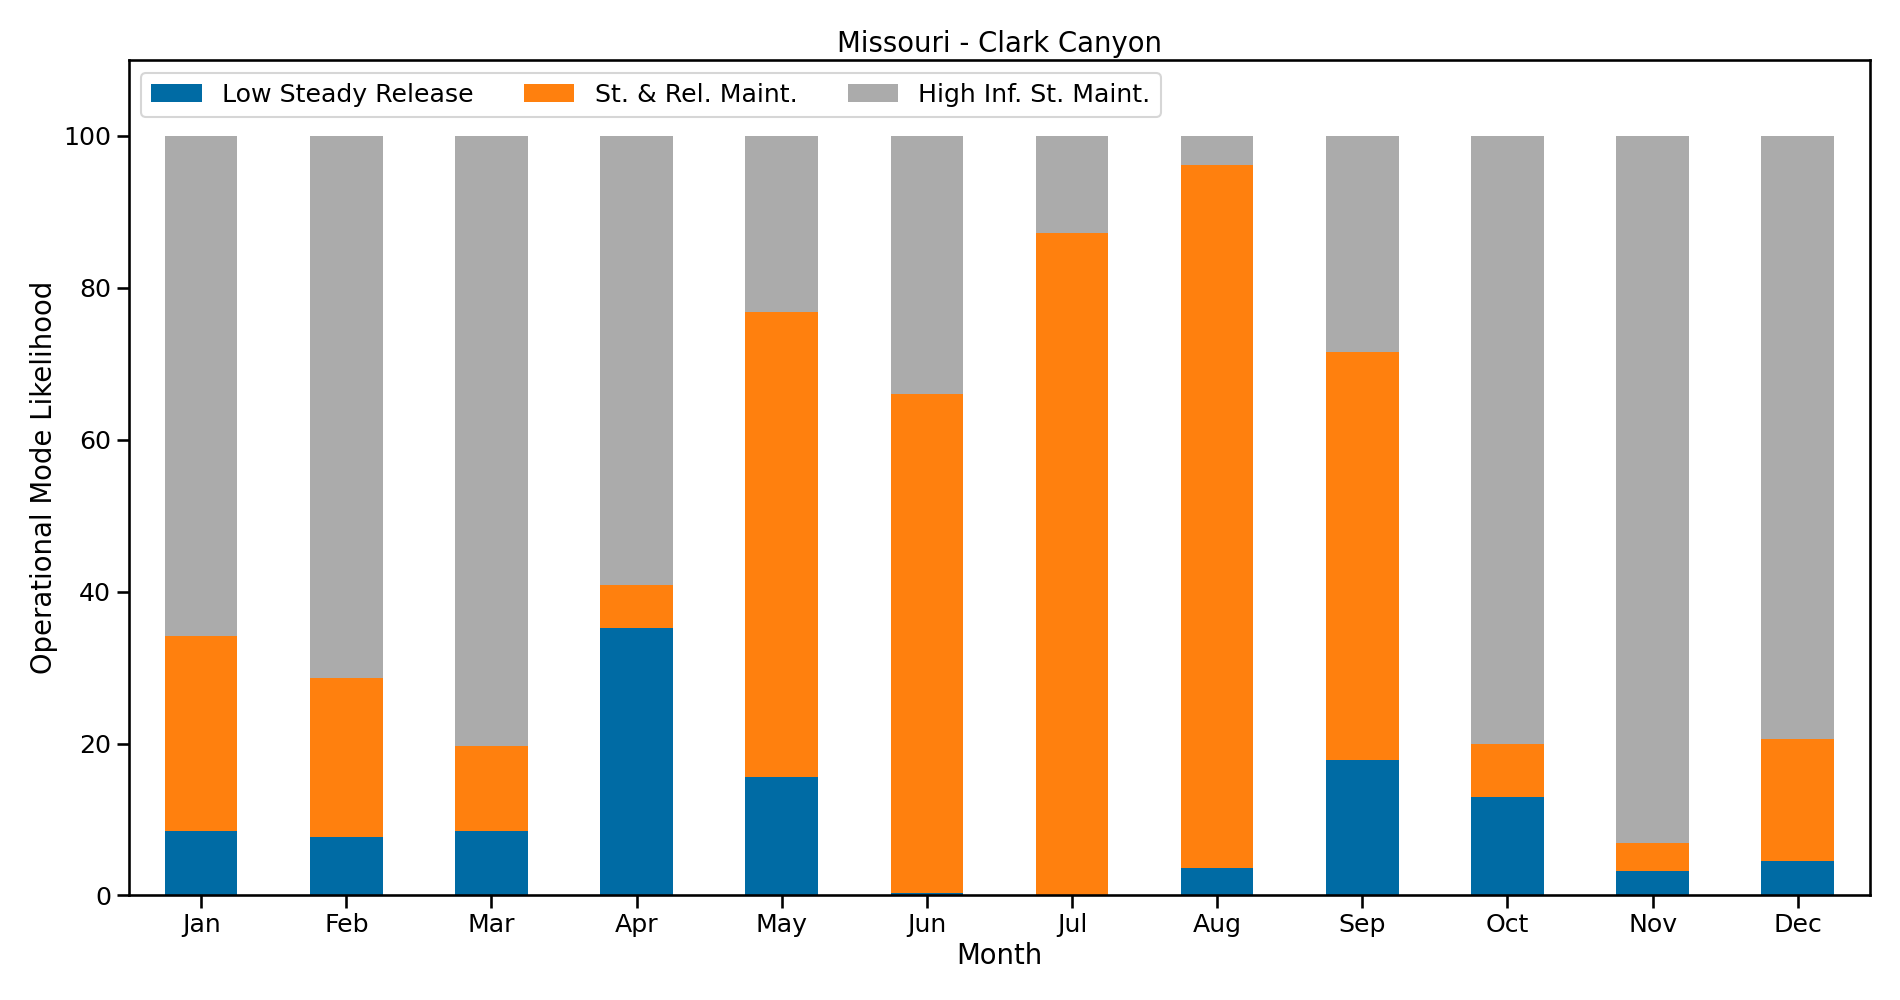 Missouri - Clark Canyon
Low Steady Release St. & Rel. Maint. High Inf. St. Maint.
100
80
60
40
20
0
Operational Mode Likelihood
Jan Feb Mar Apr May Jun Jul Aug Sep Oct Nov Dec
Month